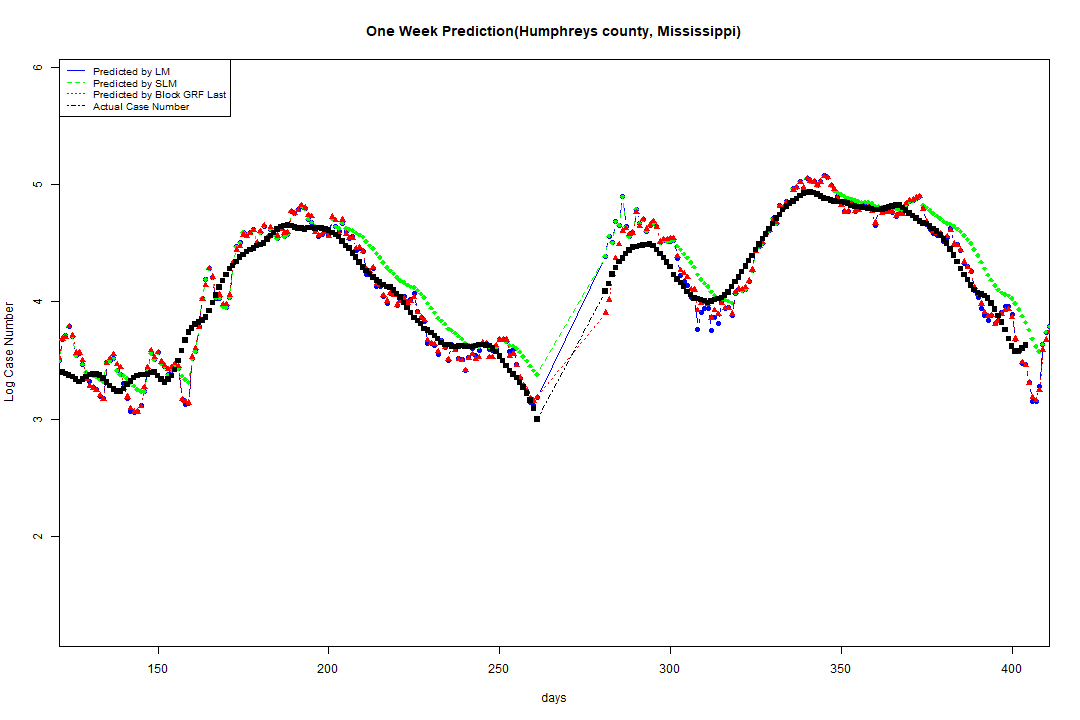 One Week Prediction(Humphreys county, Mississippi)
Predicted by LM
Predicted by SLM
Predicted by Block GRF Last
Actual Case Number
Log Case Number
6
5
4
3
2
150 200 250 300 350 400
days